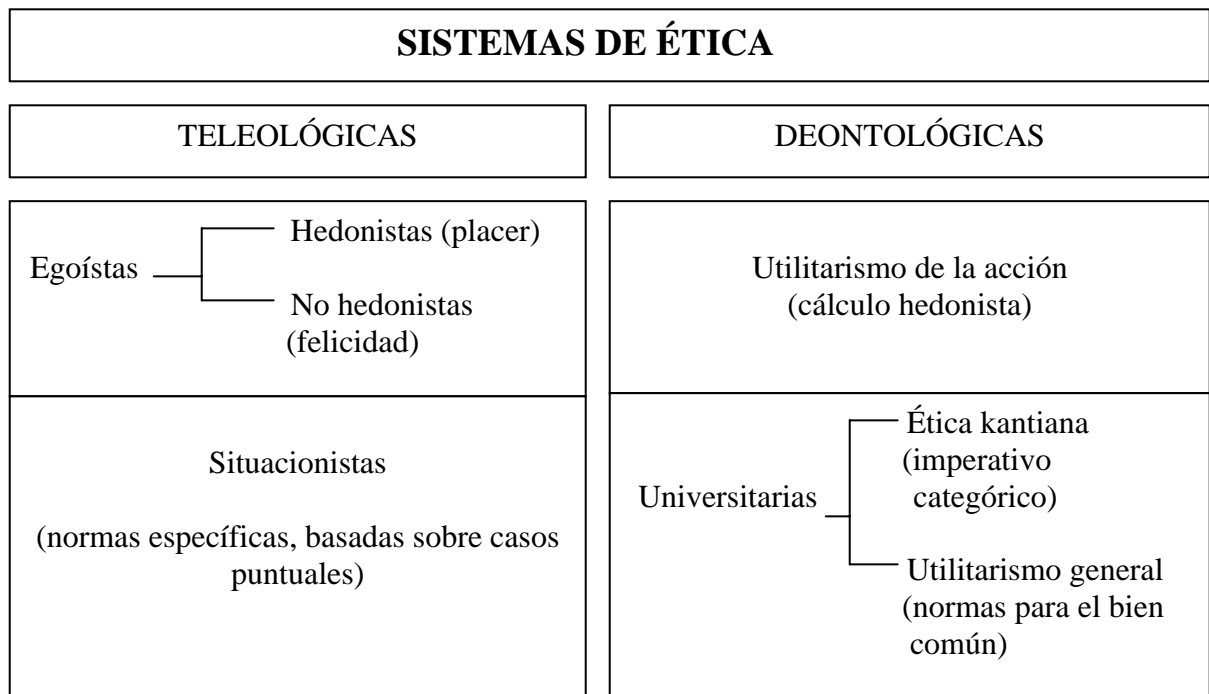 SISTEMAS DE ÉTICA
TELEOLÓGICAS
DEONTOLÓGICAS
Hedonistas (placer)
Egoístas
No hedonistas
(felicidad)
Utilitarismo de la acción
(cálculo hedonista)
Situacionistas
(normas específicas, basadas sobre casos
puntuales)
Ética kantiana
(imperativo
categórico)
Universitarias
Utilitarismo general
(normas para el bien
común)